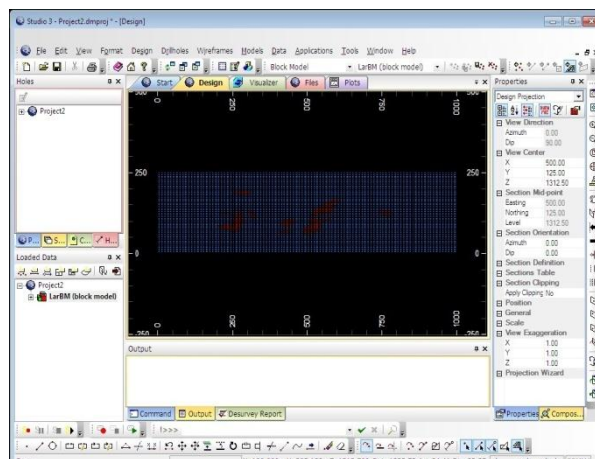 Studio 3 - Project2.dmproj * - [Design]
File Edit View Format Design Drillholes Wireframes Models Data Applications Tools Window Help
Block Model LarBM (block model)
Holes
Start Design Visualizer Files Plots
Properties
Project2
Design Projection
View Direction
Azimuth 0.00
Dip 90.00
View Center
X 500.00
Y 125.00
Z 1312.50
Section Mid-point
Easting 500.00
Northing 125.00
Level 1312.50
Section Orientation
Azimuth 0.00
Dip 0.00
Section Definition
Sections Table
Section Clipping
Apply Clipping No
Position
General
Scale
View Exaggeration
X 1.00
Y 1.00
Z 1.00
Projection Wizard
0 250 500 750 1000
250 250
0 0
0 250 500 750 1000
-250 -250
P... S... C... H...
Loaded Data
Project2
LarBM (block model)
Output
Command Output Desurvey Report
Properties Compos...
!>>>